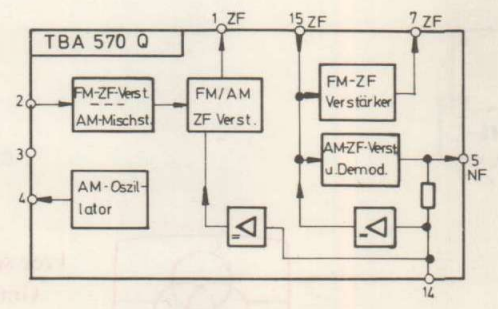 1 ZF
15 ZF
7 ZF
TBA 570 Q
2
FM-ZF-Verst.
AM-Mischst.
FM/AM
ZF Verst.
FM-ZF
Verstärker
3
AM-ZF-Verst
u.Demod.
5
NF
4
AM-Oszil-
lator
=
-
14